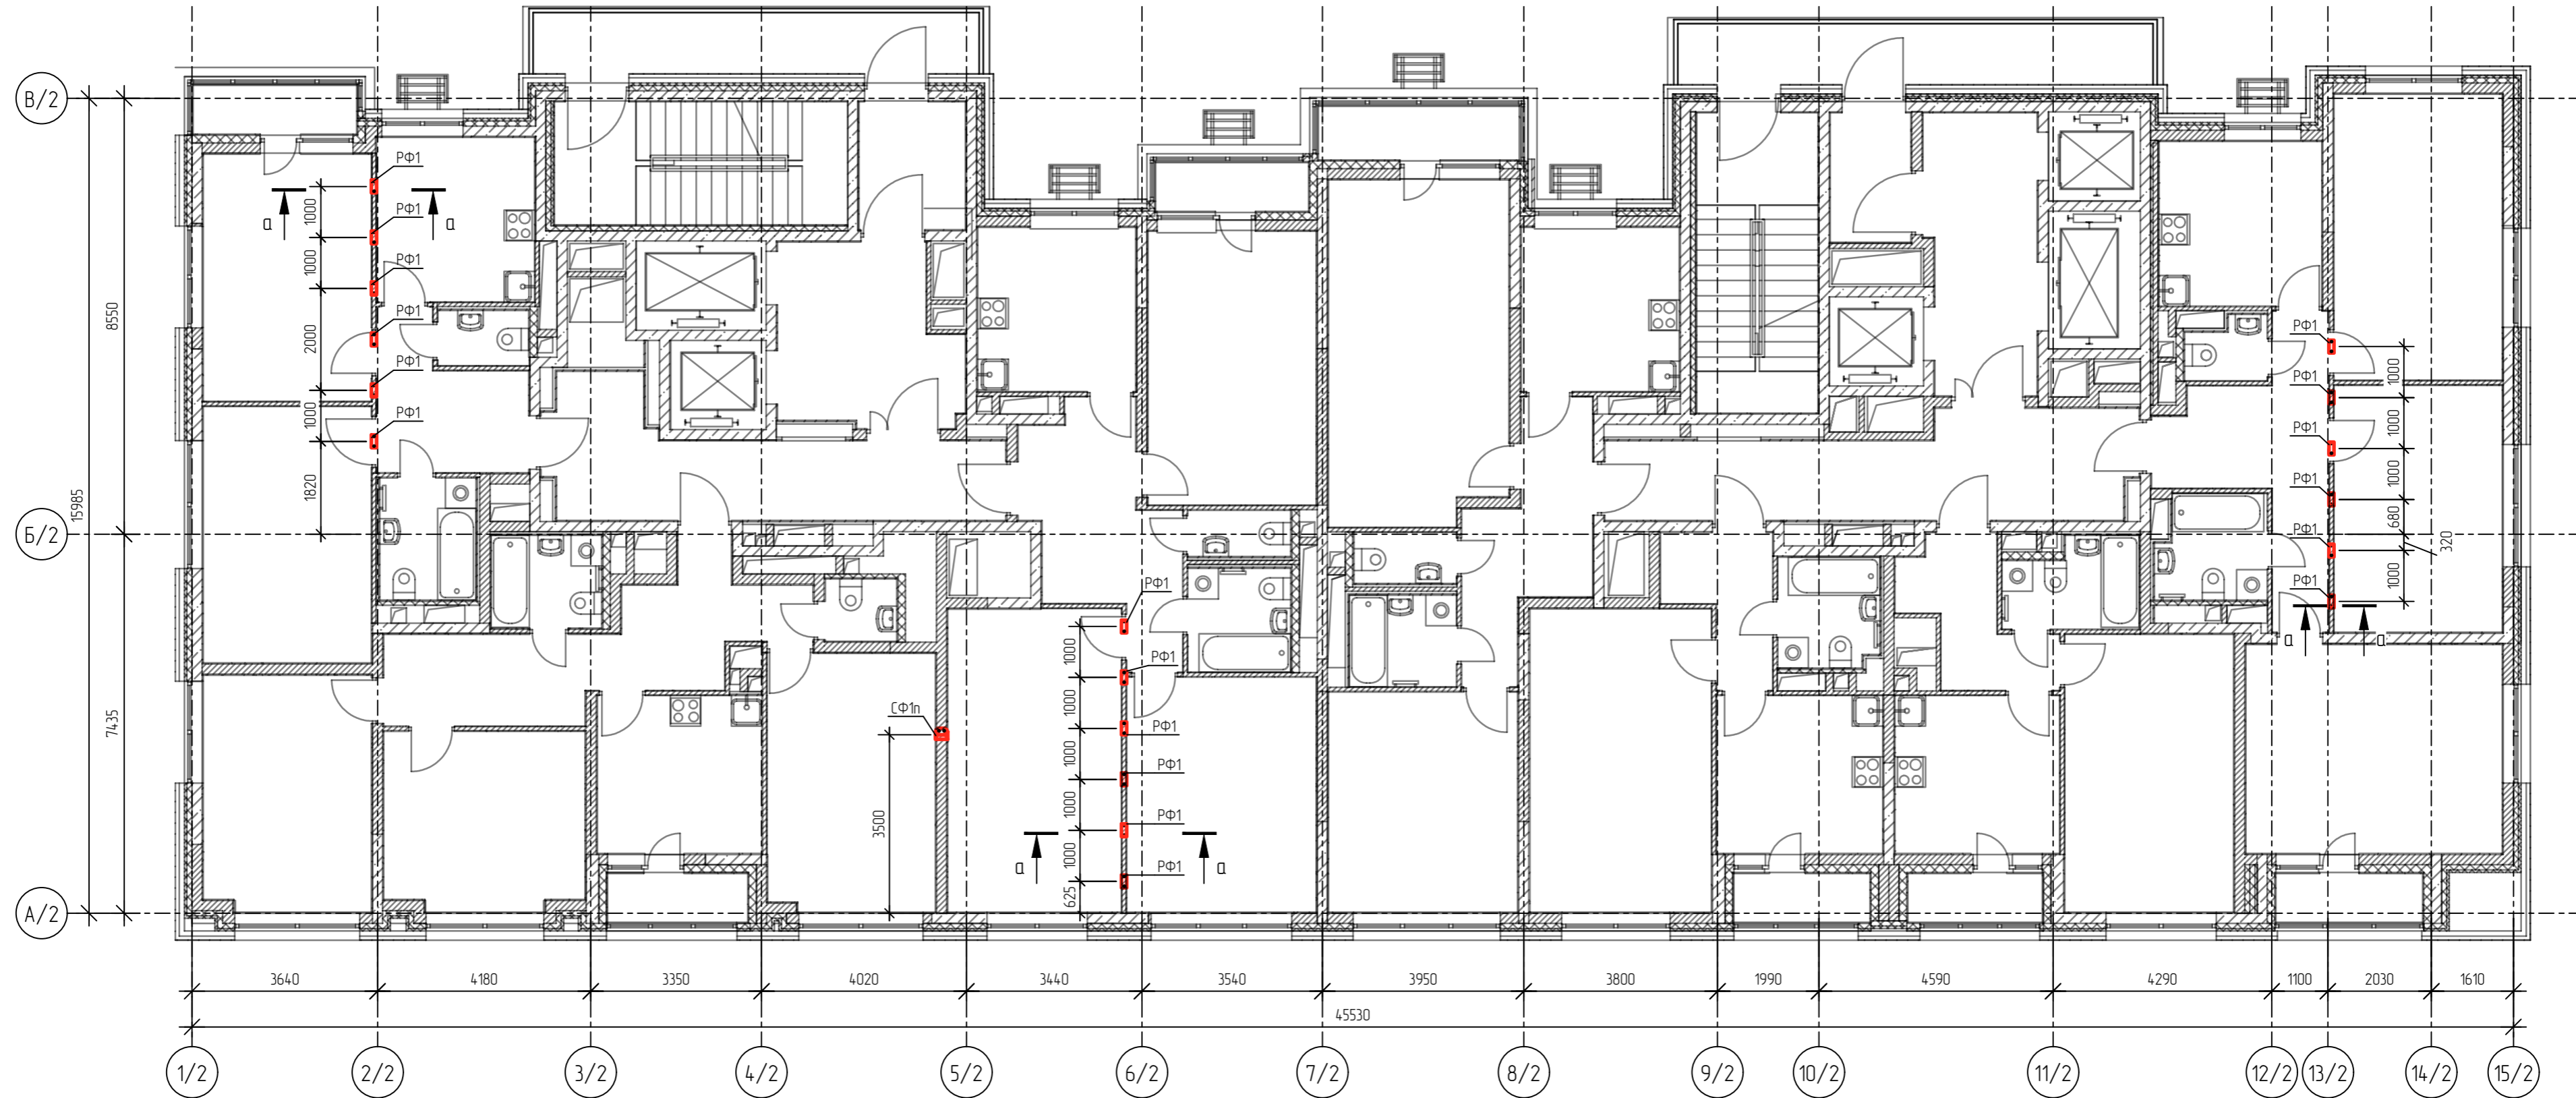 В/2
Б/2
А/2
15985
8550
7435
РФ1
РФ1
РФ1
РФ1
РФ1
РФ1
1000
1000
2000
1000
1820
а
а
СФ1п
3500
РФ1
РФ1
РФ1
РФ1
РФ1
РФ1
1000
1000
1000
1000
1000
625
а
а
РФ1
РФ1
РФ1
РФ1
РФ1
РФ1
1000
1000
1000
680
320
1000
а
а
3640
4180
3350
4020
3440
3540
3950
3800
1990
4590
4290
1100
2030
1610
45530
1/2
2/2
3/2
4/2
5/2
6/2
7/2
8/2
9/2
10/2
11/2
12/2
13/2
14/2
15/2